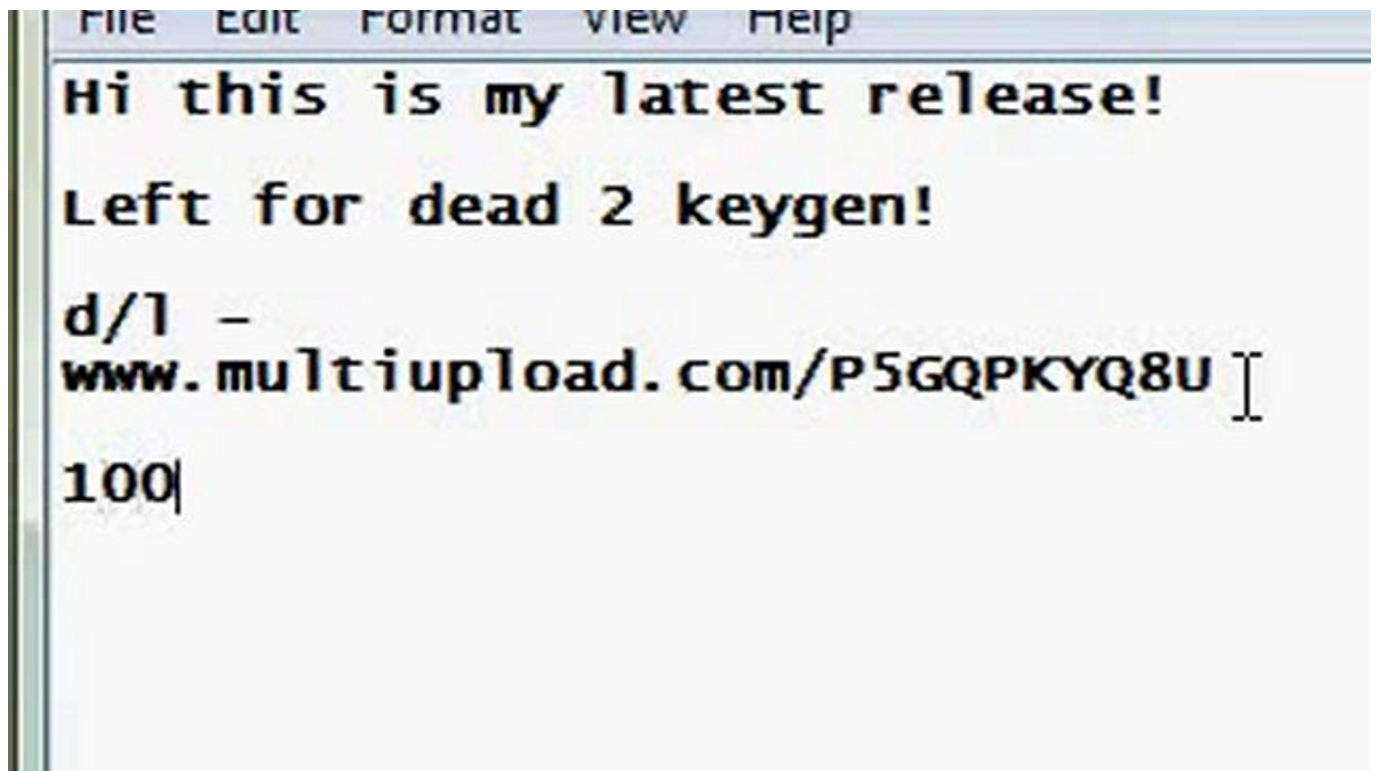 File Edit Format View Help
Hi this is my latest release!
Left for dead 2 keygen!
d/l -
www.multiupload.com/P5GQPKYQ8U
100